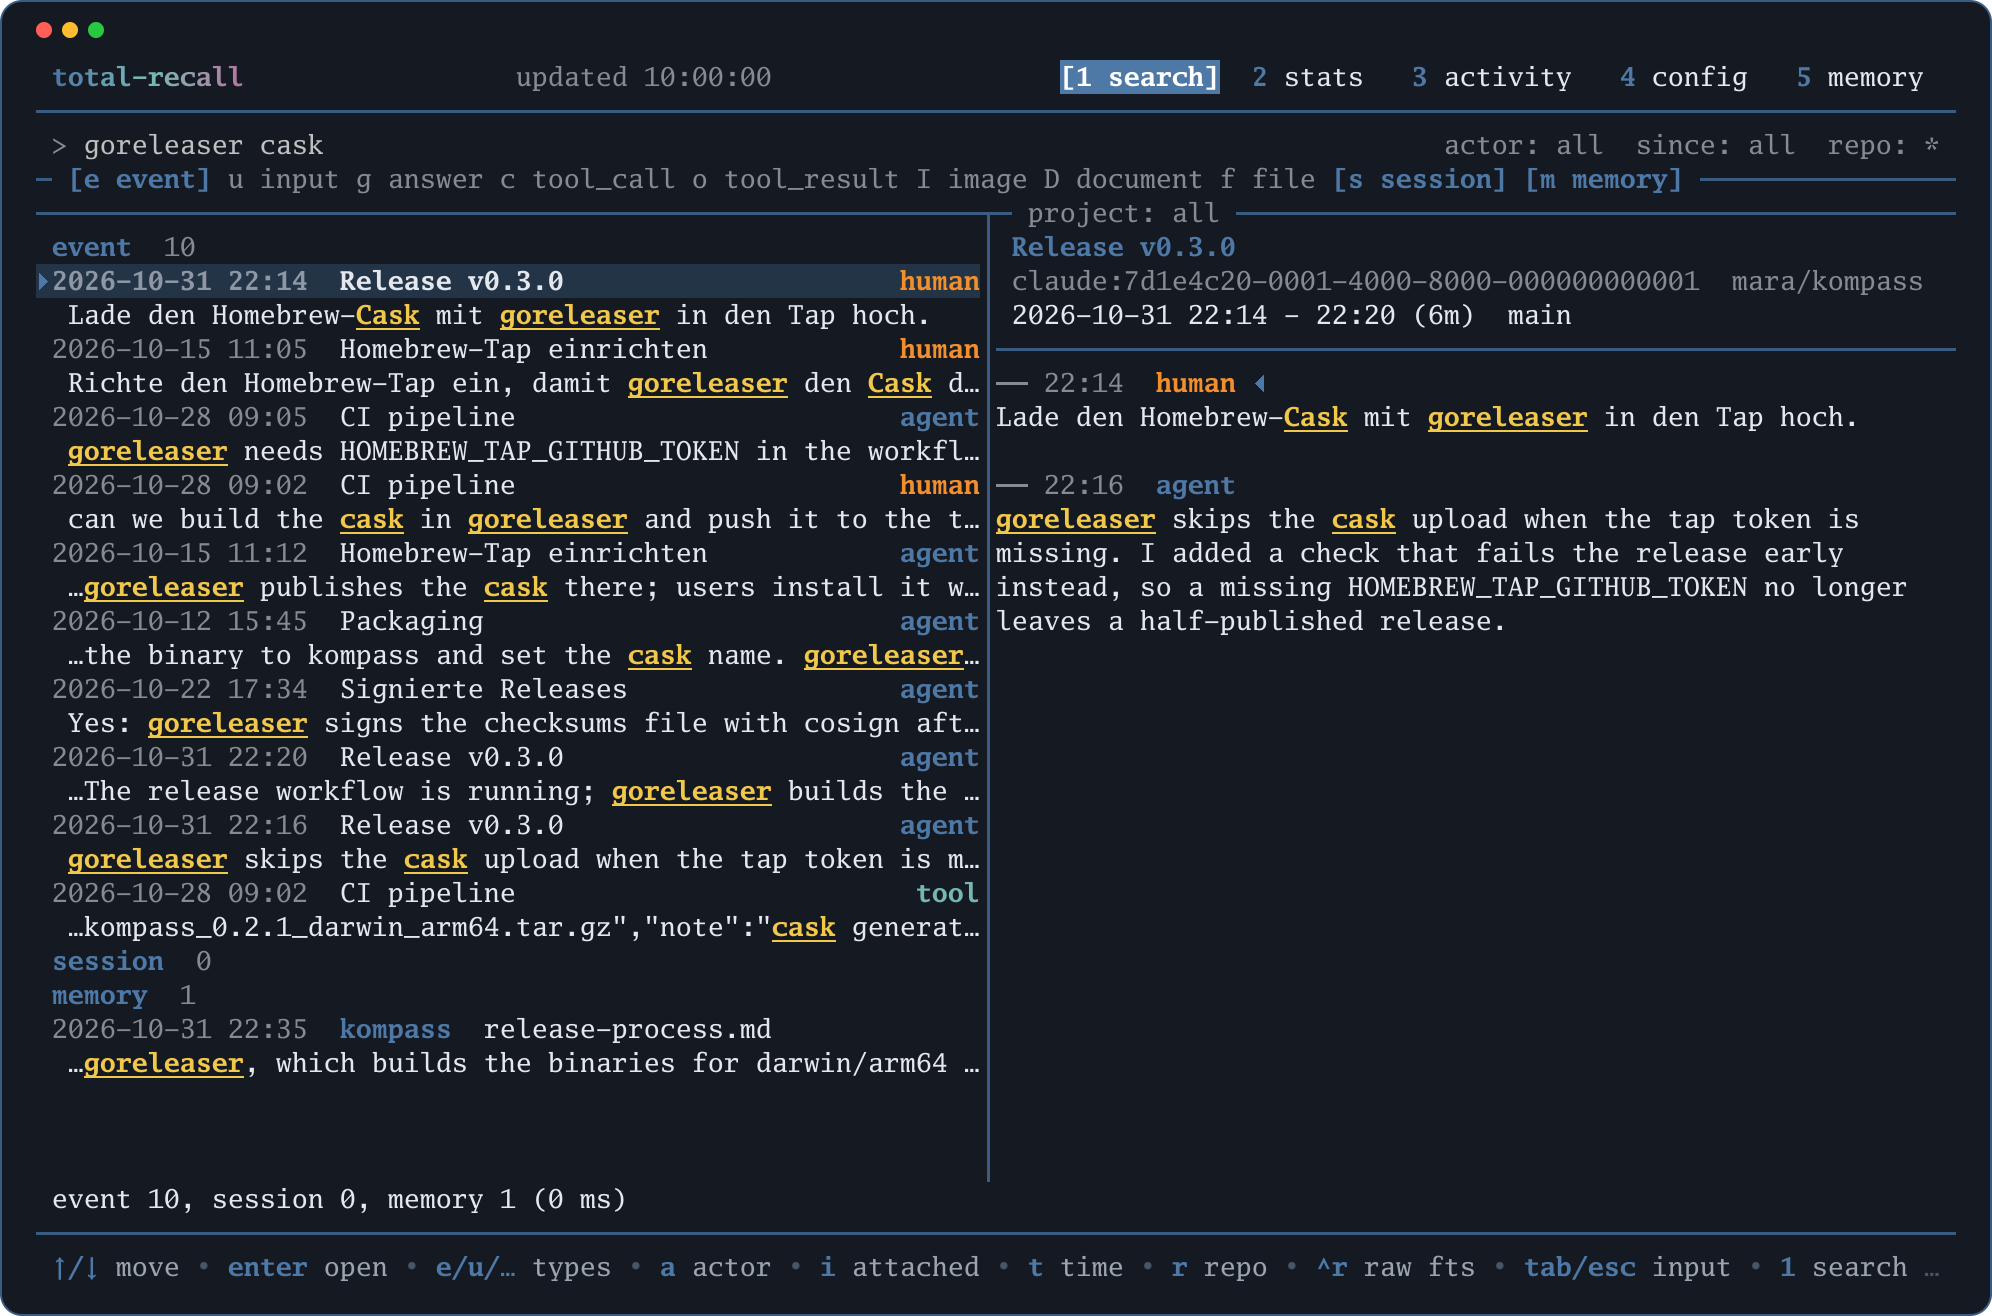 total-recall updated 10:00:00 [1 search] 2 stats 3 activity 4 config 5 memory
> goreleaser cask actor: all since: all repo: *
[e event] u input g answer c tool_call o tool_result I image D document f file [s session] [m memory]
project: all
event 10
2026-10-31 22:14 Release v0.3.0 human
Lade den Homebrew-Cask mit goreleaser in den Tap hoch.
2026-10-15 11:05 Homebrew-Tap einrichten human
Richte den Homebrew-Tap ein, damit goreleaser den Cask d…
2026-10-28 09:05 CI pipeline agent
goreleaser needs HOMEBREW_TAP_GITHUB_TOKEN in the workfl…
2026-10-28 09:02 CI pipeline human
can we build the cask in goreleaser and push it to the t…
2026-10-15 11:12 Homebrew-Tap einrichten agent
…goreleaser publishes the cask there; users install it w…
2026-10-12 15:45 Packaging agent
…the binary to kompass and set the cask name. goreleaser…
2026-10-22 17:34 Signierte Releases agent
Yes: goreleaser signs the checksums file with cosign aft…
2026-10-31 22:20 Release v0.3.0 agent
…The release workflow is running; goreleaser builds the …
2026-10-31 22:16 Release v0.3.0 agent
goreleaser skips the cask upload when the tap token is m…
2026-10-28 09:02 CI pipeline tool
…kompass_0.2.1_darwin_arm64.tar.gz","note":"cask generat…
session 0
memory 1
2026-10-31 22:35 kompass release-process.md
…goreleaser, which builds the binaries for darwin/arm64 …
Release v0.3.0
claude:7d1e4c20-0001-4000-8000-000000000001 mara/kompass
2026-10-31 22:14 - 22:20 (6m) main
── 22:14 human ◂
Lade den Homebrew-Cask mit goreleaser in den Tap hoch.
── 22:16 agent
goreleaser skips the cask upload when the tap token is
missing. I added a check that fails the release early
instead, so a missing HOMEBREW_TAP_GITHUB_TOKEN no longer
leaves a half-published release.
event 10, session 0, memory 1 (0 ms)
↑/↓ move • enter open • e/u/… types • a actor • i attached • t time • r repo • ^r raw fts • tab/esc input • 1 search …